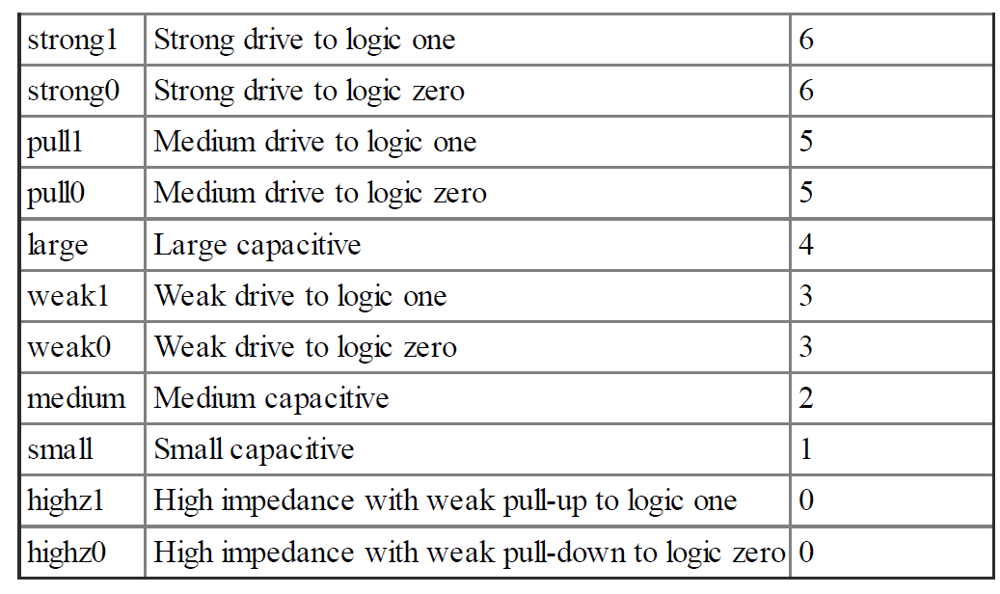 strong1 Strong drive to logic one 6
strong0 Strong drive to logic zero 6
pull1 Medium drive to logic one 5
pull0 Medium drive to logic zero 5
large Large capacitive 4
weak1 Weak drive to logic one 3
weak0 Weak drive to logic zero 3
medium Medium capacitive 2
small Small capacitive 1
highz1 High impedance with weak pull-up to logic one 0
highz0 High impedance with weak pull-down to logic zero 0